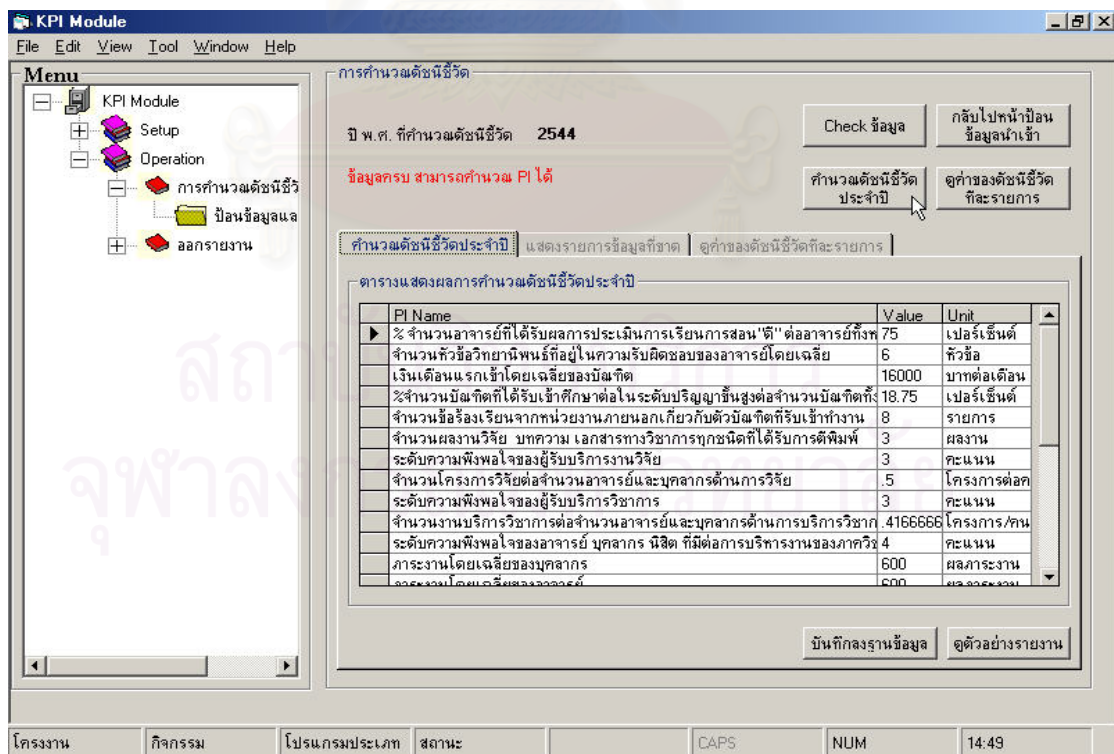 KPI Module
File Edit View Tool Window Help
Menu
KPI Module
Setup
Operation
การคำนวณดัชนีชี้วั
ป้อนข้อมูลแล
ออกรายงาน
การคำนวณดัชนีชี้วัด
ปี พ.ศ. ที่คำนวณดัชนีชี้วัด 2544
ข้อมูลครบ สามารถคำนวณ PI ได้
Check ข้อมูล
กลับไปหน้าป้อน
ข้อมูลนำเข้า
คำนวณดัชนีชี้วัด
ประจำปี
ดูค่าของดัชนีชี้วัด
ทีละรายการ
คำนวณดัชนีชี้วัดประจำปี แสดงรายการข้อมูลที่ขาด ดูค่าของดัชนีชี้วัดทีละรายการ
ตารางแสดงผลการคำนวณดัชนีชี้วัดประจำปี
PI Name Value Unit
% จำนวนอาจารย์ที่ได้รับผลการประเมินการเรียนการสอน"ดี" ต่ออาจารย์ทั้งห 75 เปอร์เซ็นต์
จำนวนหัวข้อวิทยานิพนธ์ที่อยู่ในความรับผิดชอบของอาจารย์โดยเฉลี่ย 6 หัวข้อ
เงินเดือนแรกเข้าโดยเฉลี่ยของบัณฑิต 16000 บาทต่อเดือน
%จำนวนบัณฑิตที่ได้รับเข้าศึกษาต่อในระดับปริญญาขั้นสูงต่อจำนวนบัณฑิตทั้ง 18.75 เปอร์เซ็นต์
จำนวนข้อร้องเรียนจากหน่วยงานภายนอกเกี่ยวกับตัวบัณฑิตที่รับเข้าทำงาน 8 รายการ
จำนวนผลงานวิจัย บทความ เอกสารทางวิชาการทุกชนิดที่ได้รับการตีพิมพ์ 3 ผลงาน
ระดับความพึงพอใจของผู้รับบริการงานวิจัย 3 คะแนน
จำนวนโครงการวิจัยต่อจำนวนอาจารย์และบุคลากรด้านการวิจัย .5 โครงการต่อค
ระดับความพึงพอใจของผู้รับบริการวิชาการ 3 คะแนน
จำนวนงานบริการวิชาการต่อจำนวนอาจารย์และบุคลากรด้านการบริการวิชาก .4166666 โครงการ/คน
ระดับความพึงพอใจของอาจารย์ บุคลากร นิสิต ที่มีต่อการบริหารงานของภาควิช 4 คะแนน
ภาระงานโดยเฉลี่ยของบุคลากร 600 ผลภาระงาน
ภาระงานโดยเฉลี่ยของอาจารย์ 600 ผลภาระงาน
บันทึกลงฐานข้อมูล ดูตัวอย่างรายงาน
โครงงาน กิจกรรม โปรแกรมประเภท สถานะ CAPS NUM 14:49